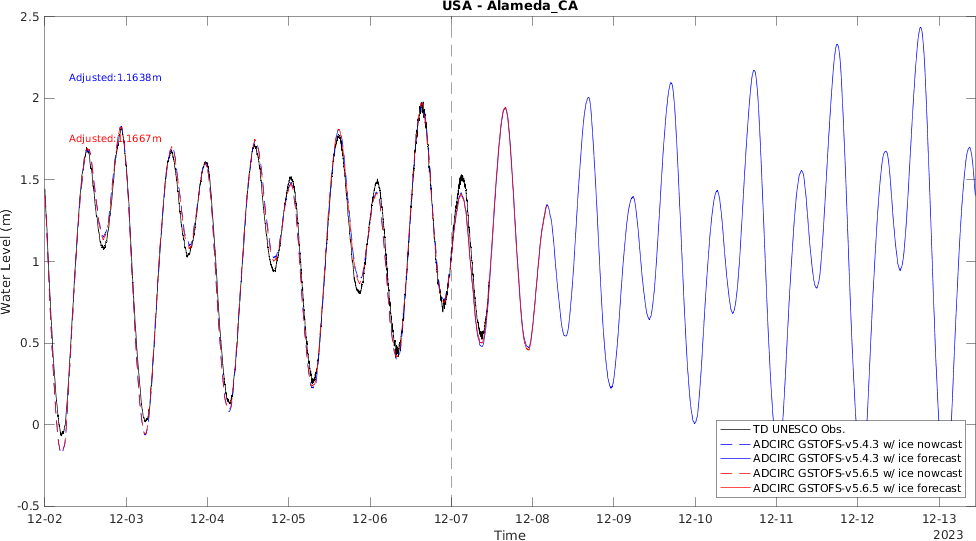 USA - Alameda_CA
2.5
2
1.5
1
0.5
0
-0.5
Water Level (m)
Adjusted:1.1638m
Adjusted:1.1667m
TD UNESCO Obs.
ADCIRC GSTOFS-v5.4.3 w/ ice nowcast
ADCIRC GSTOFS-v5.4.3 w/ ice forecast
ADCIRC GSTOFS-v5.6.5 w/ ice nowcast
ADCIRC GSTOFS-v5.6.5 w/ ice forecast
12-02 12-03 12-04 12-05 12-06 12-07 12-08 12-09 12-10 12-11 12-12 12-13
Time
2023